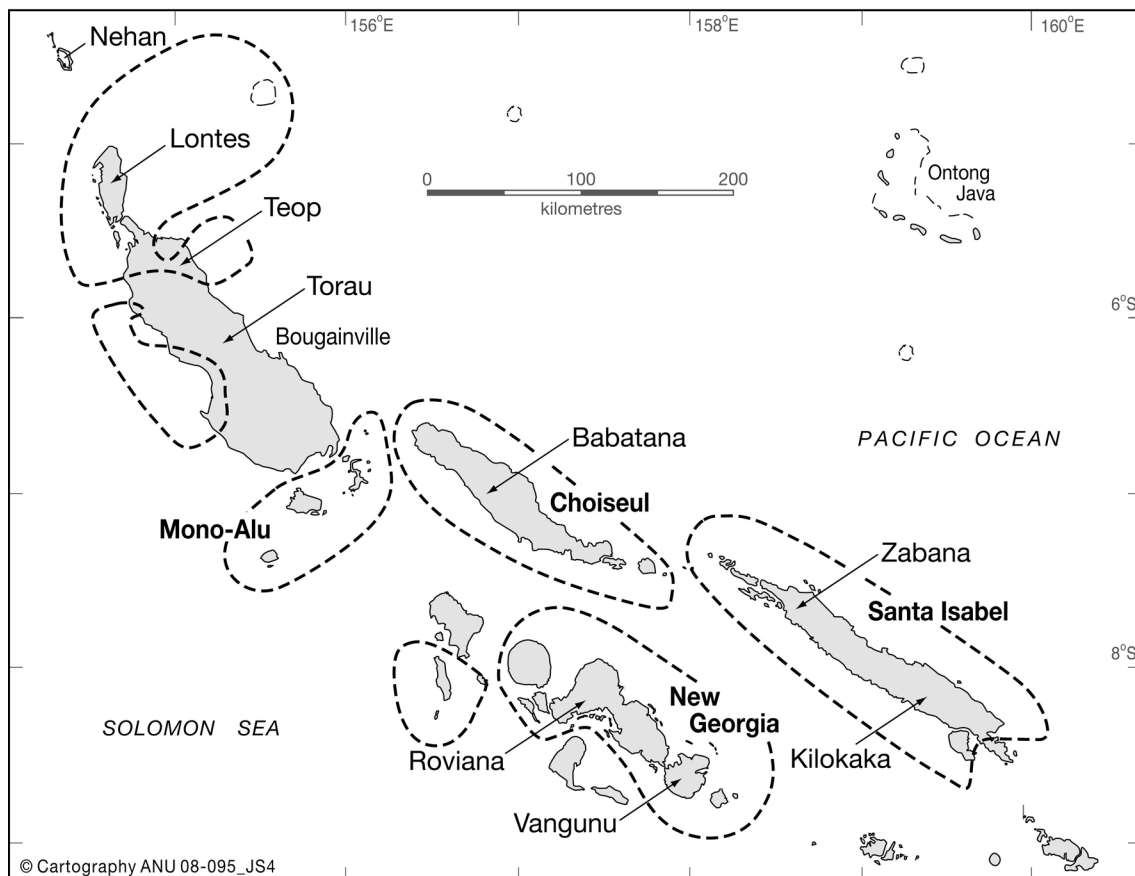 156°E
158°E
160°E
Nehan
Lontes
Ontong
Java
0 100 200
kilometres
Teop
Torau
6°S
Bougainville
Babatana
PACIFIC OCEAN
Choiseul
Mono-Alu
Zabana
Santa Isabel
8°S
New
Georgia
SOLOMON SEA
Roviana
Kilokaka
Vangunu
© Cartography ANU 08-095_JS4